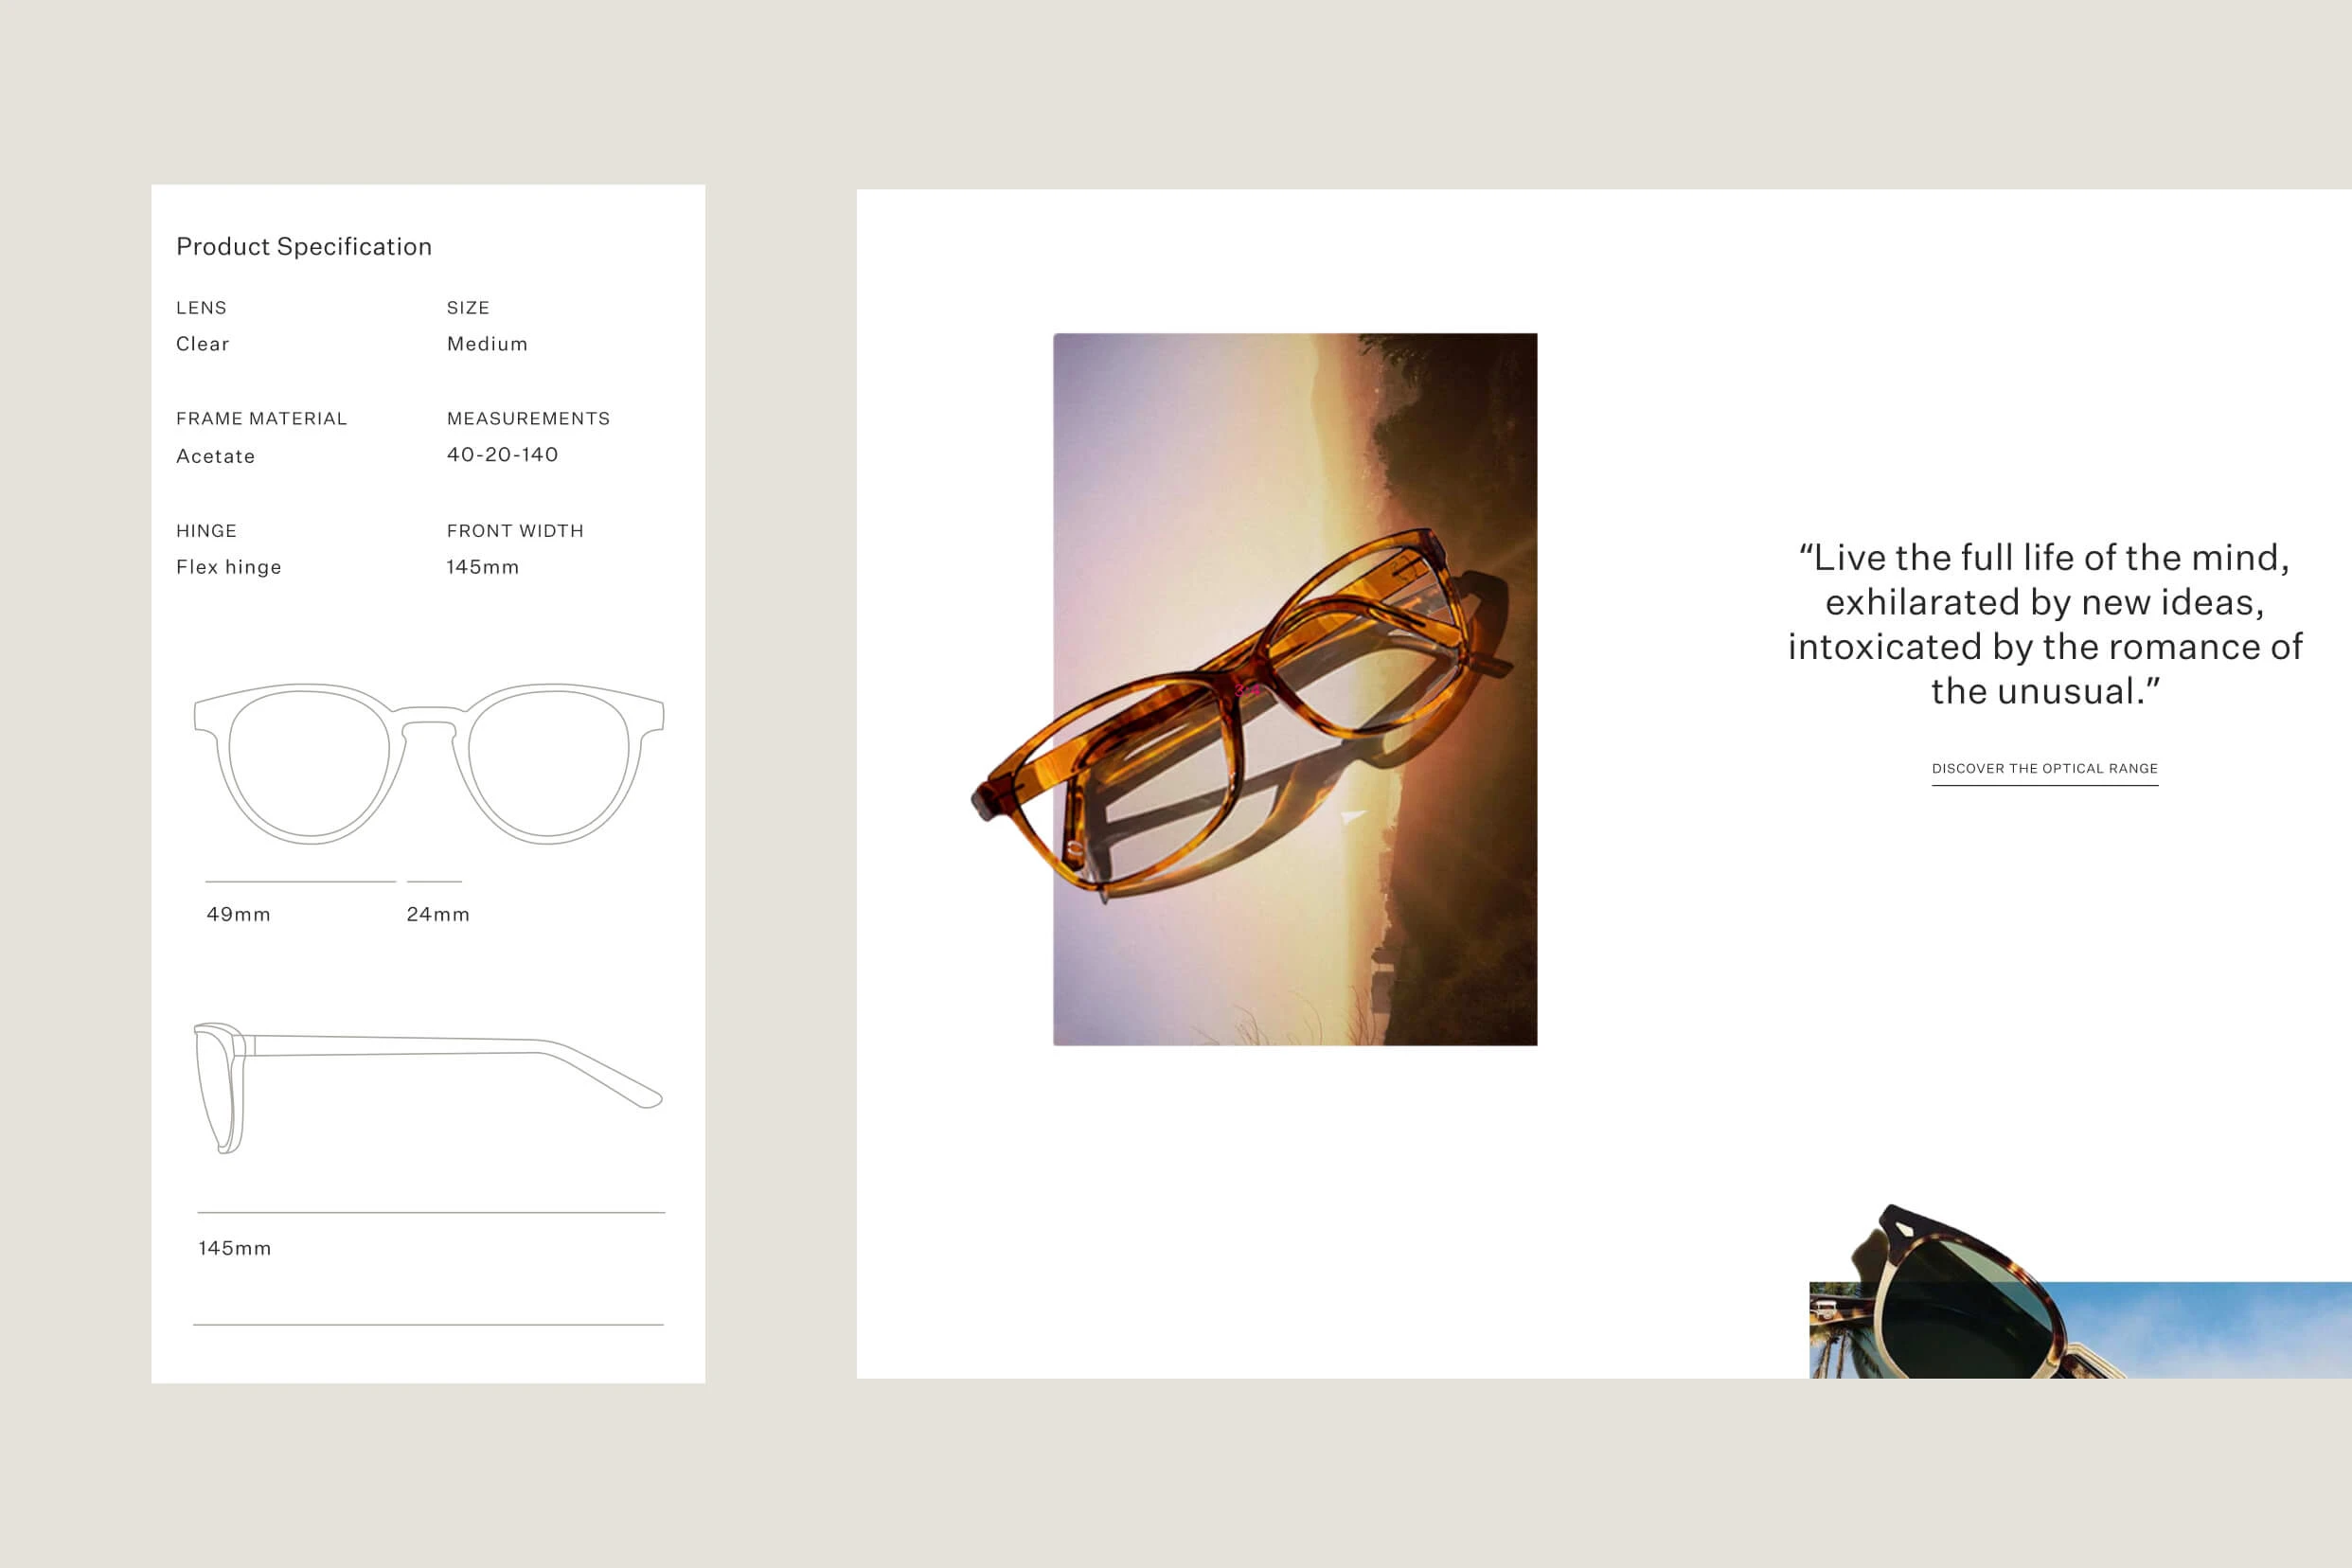 Product Specification
LENS
SIZE
Clear
Medium
FRAME MATERIAL
MEASUREMENTS
Acetate
40-20-140
HINGE
FRONT WIDTH
Flex hinge
145mm
49mm
24mm
145mm
“Live the full life of the mind,
exhilarated by new ideas,
intoxicated by the romance of
the unusual.”
DISCOVER THE OPTICAL RANGE